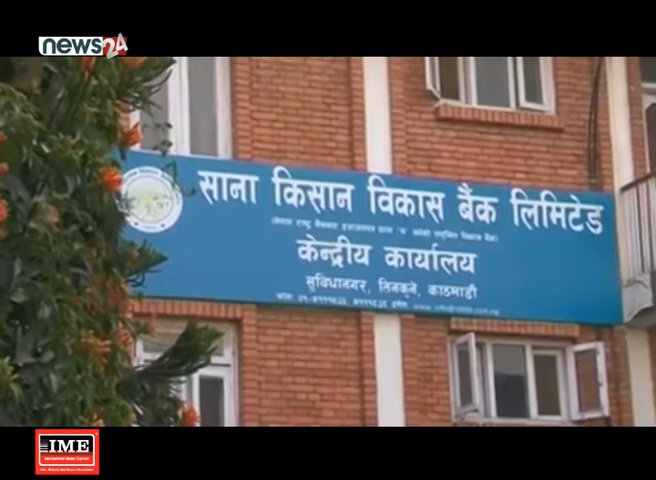 news24
साना किसान विकास बैंक लिमिटेड
केन्द्रीय कार्यालय
सुविधानगर, तिनकुने, काठमाडौं
IME